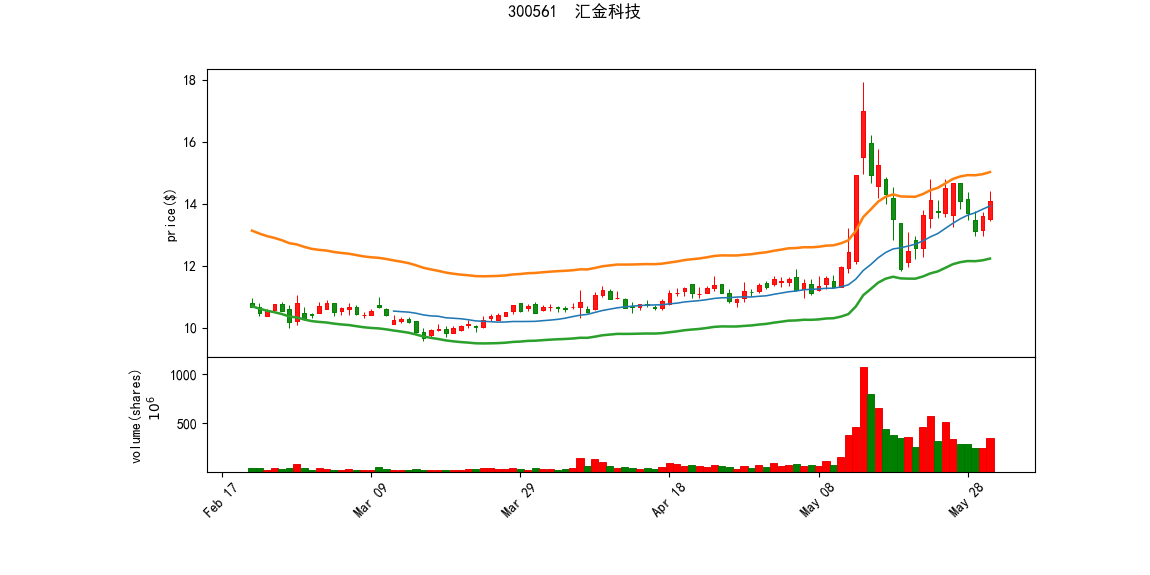 300561 汇金科技
18
16
14
12
10
price($)
1000
500
volume(shares)
10^6
Feb 17
Mar 09
Mar 29
Apr 18
May 08
May 28